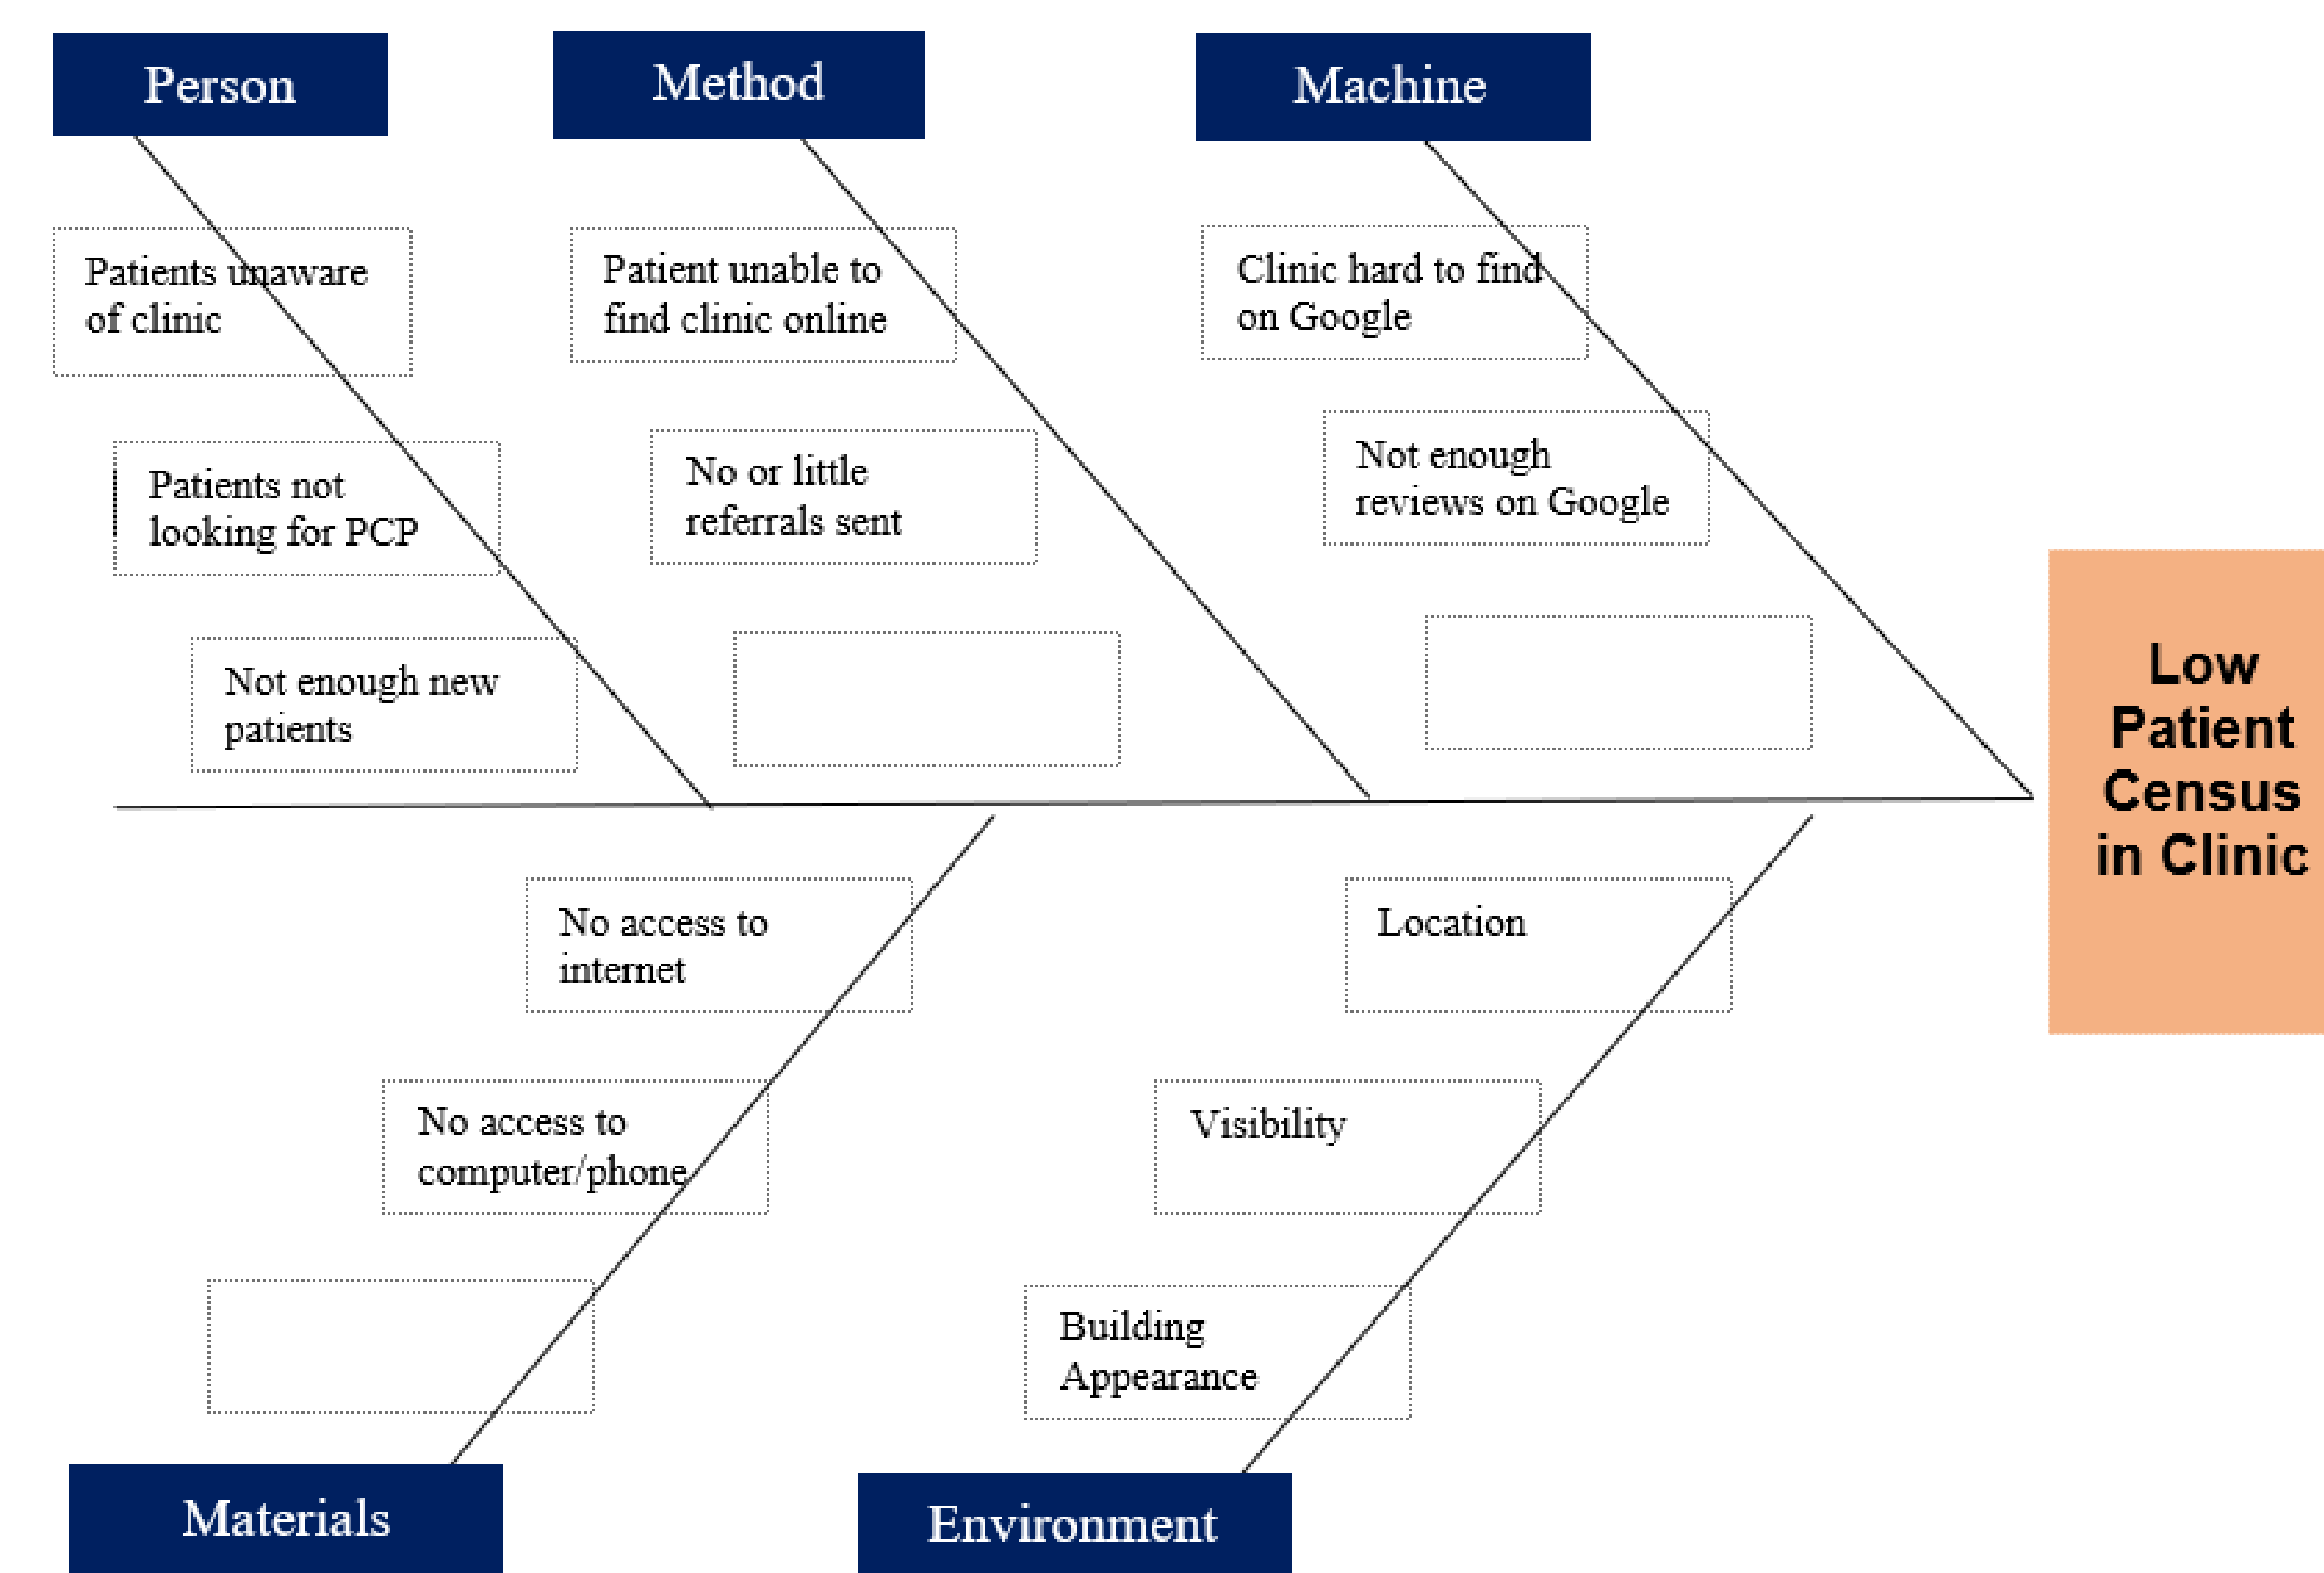 Person
Method
Machine
Patients unaware
of clinic
Patient unable to
find clinic online
Clinic hard to find
on Google
Patients not
looking for PCP
No or little
referrals sent
Not enough
reviews on Google
Not enough new
patients
Low
Patient
Census
in Clinic
No access to
internet
Location
No access to
computer/phone
Visibility
Building
Appearance
Materials
Environment